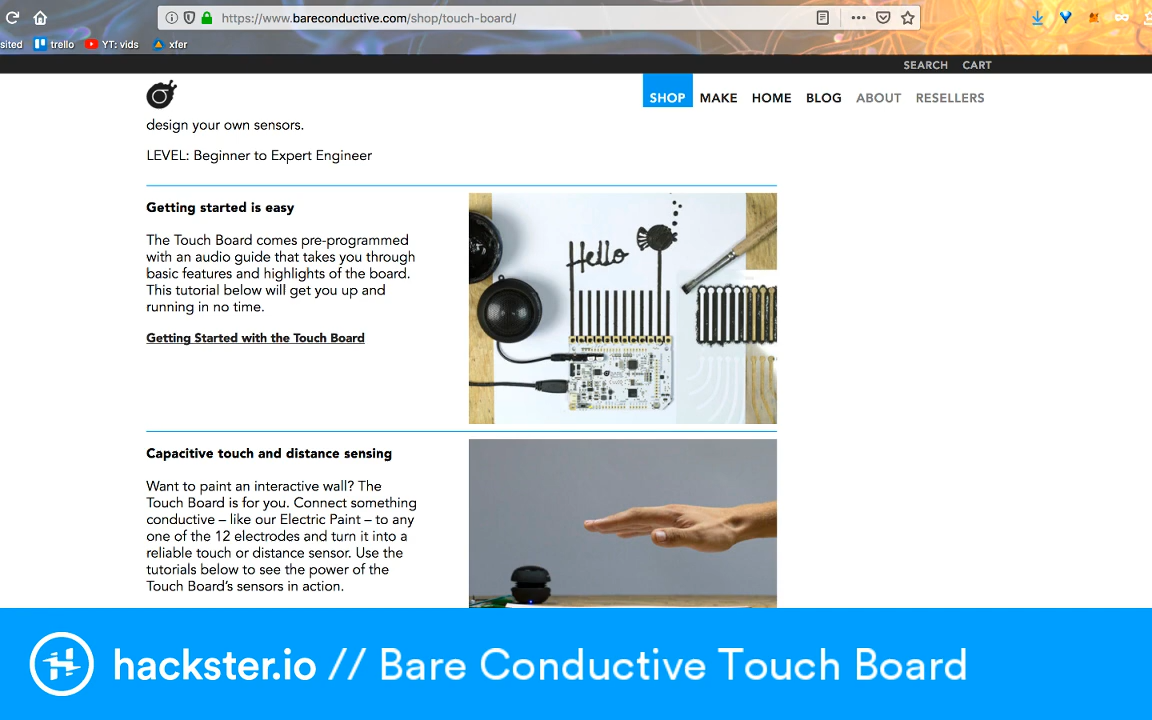 https://www.bareconductive.com/shop/touch-board/
sited trello YT: vids xfer
SEARCH CART
SHOP MAKE HOME BLOG ABOUT RESELLERS
design your own sensors.
LEVEL: Beginner to Expert Engineer
Getting started is easy
The Touch Board comes pre-programmed
with an audio guide that takes you through
basic features and highlights of the board.
This tutorial below will get you up and
running in no time.
Getting Started with the Touch Board
Hello
Capacitive touch and distance sensing
Want to paint an interactive wall? The
Touch Board is for you. Connect something
conductive – like our Electric Paint – to any
one of the 12 electrodes and turn it into a
reliable touch or distance sensor. Use the
tutorials below to see the power of the
Touch Board's sensors in action.
hackster.io // Bare Conductive Touch Board